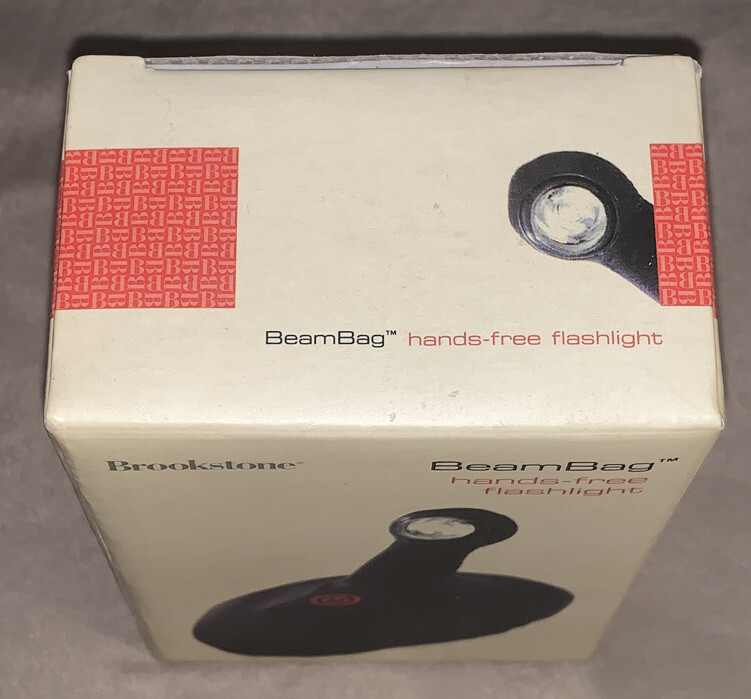 BeamBag™ hands-free flashlight
Brookstone®
BeamBag™
hands-free
flashlight